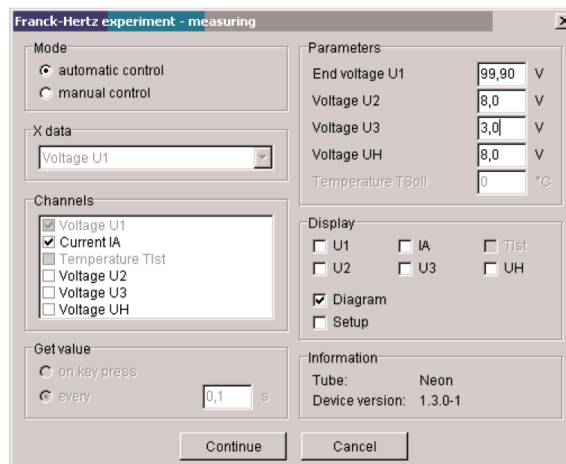 Franck-Hertz experiment - measuring
Mode
automatic control
manual control
X data
Voltage U1
Channels
Voltage U1
Current IA
Temperature TIst
Voltage U2
Voltage U3
Voltage UH
Get value
on key press
every 0,1 s
Parameters
End voltage U1 99,90 V
Voltage U2 8,0 V
Voltage U3 3,0 V
Voltage UH 8,0 V
Temperature TSoll 0 °C
Display
U1 IA TIst
U2 U3 UH
Diagram
Setup
Information
Tube: Neon
Device version: 1.3.0-1
Continue Cancel